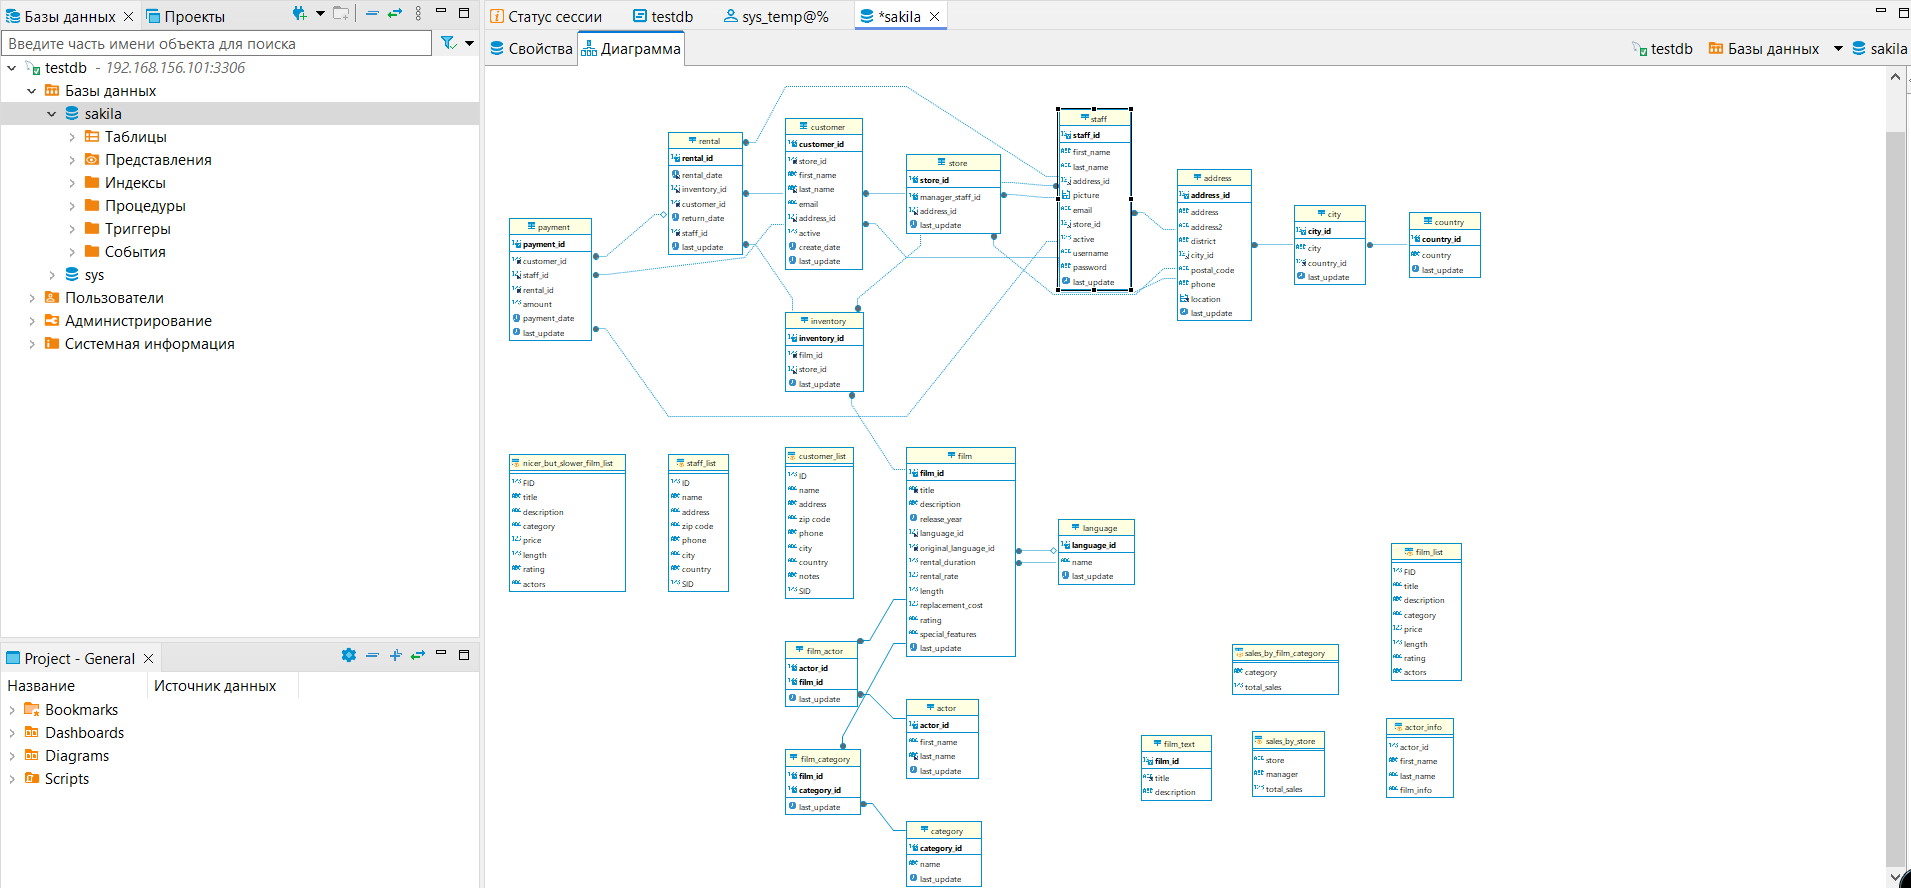 Базы данных
Проекты
Введите часть имени объекта для поиска
testdb - 192.168.156.101:3306
Базы данных
sakila
Таблицы
Представления
Индексы
Процедуры
Триггеры
События
sys
Пользователи
Администрирование
Системная информация
Project - General
Название
Источник данных
Bookmarks
Dashboards
Diagrams
Scripts
Статус сессии
testdb
sys_temp@%
*sakila
Свойства
Диаграмма
testdb
Базы данных
sakila
payment
payment_id
customer_id
staff_id
rental_id
amount
payment_date
last_update
rental
rental_id
rental_date
inventory_id
customer_id
return_date
staff_id
last_update
customer
customer_id
store_id
first_name
last_name
email
address_id
active
create_date
last_update
store
store_id
manager_staff_id
address_id
last_update
staff
staff_id
first_name
last_name
address_id
picture
email
store_id
active
username
password
last_update
address
address_id
address
address2
district
city_id
postal_code
phone
location
last_update
city
city_id
city
country_id
last_update
country
country_id
country
last_update
inventory
inventory_id
film_id
store_id
last_update
nicer_but_slower_film_list
FID
title
description
category
price
length
rating
actors
staff_list
ID
name
address
zip code
phone
city
country
SID
customer_list
ID
name
address
zip code
phone
city
country
notes
SID
film
film_id
title
description
release_year
language_id
original_language_id
rental_duration
rental_rate
length
replacement_cost
rating
special_features
last_update
language
language_id
name
last_update
film_list
FID
title
description
category
price
length
rating
actors
film_actor
actor_id
film_id
last_update
sales_by_film_category
category
total_sales
actor
actor_id
first_name
last_name
last_update
film_category
film_id
category_id
last_update
film_text
film_id
title
description
sales_by_store
store
manager
total_sales
actor_info
actor_id
first_name
last_name
film_info
category
category_id
name
last_update